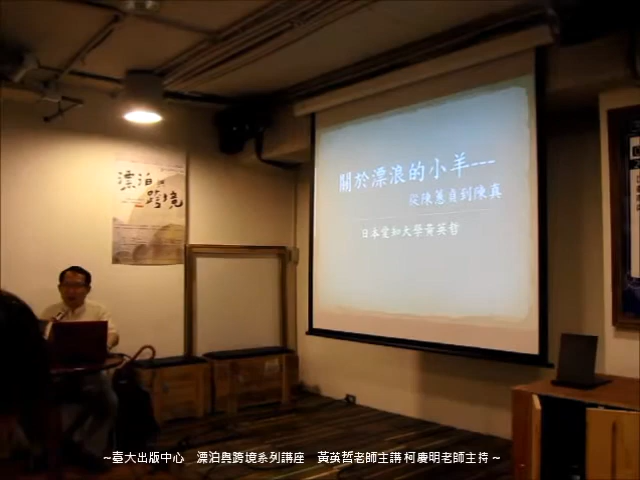 關於漂浪的小羊---
從陳蕙貞到陳真
日本愛知大學黃英哲
漂泊與
跨境
~臺大出版中心 漂泊與跨境系列講座 黃英哲老師主講 柯慶明老師主持 ~